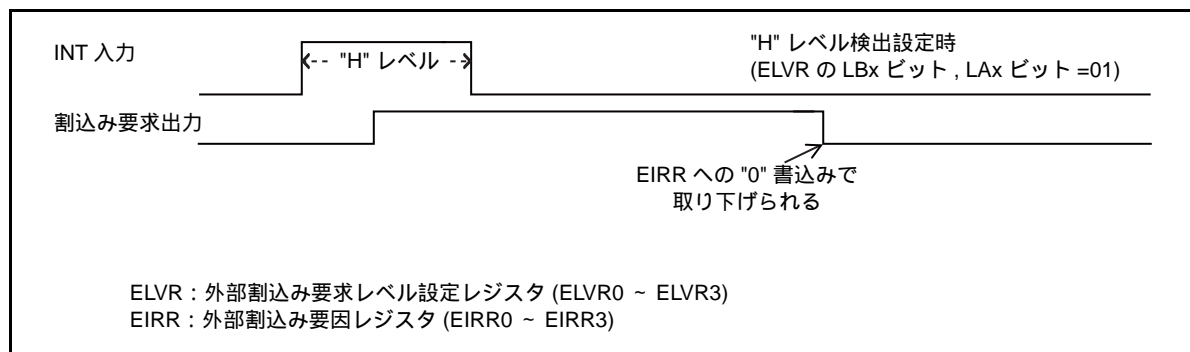 INT 入力
"H" レベル
"H" レベル検出設定時
(ELVR の LBx ビット , LAx ビット =01)
割込み要求出力
EIRR への "0" 書込みで
取り下げられる
ELVR : 外部割込み要求レベル設定レジスタ (ELVR0 ~ ELVR3)
EIRR : 外部割込み要因レジスタ (EIRR0 ~ EIRR3)